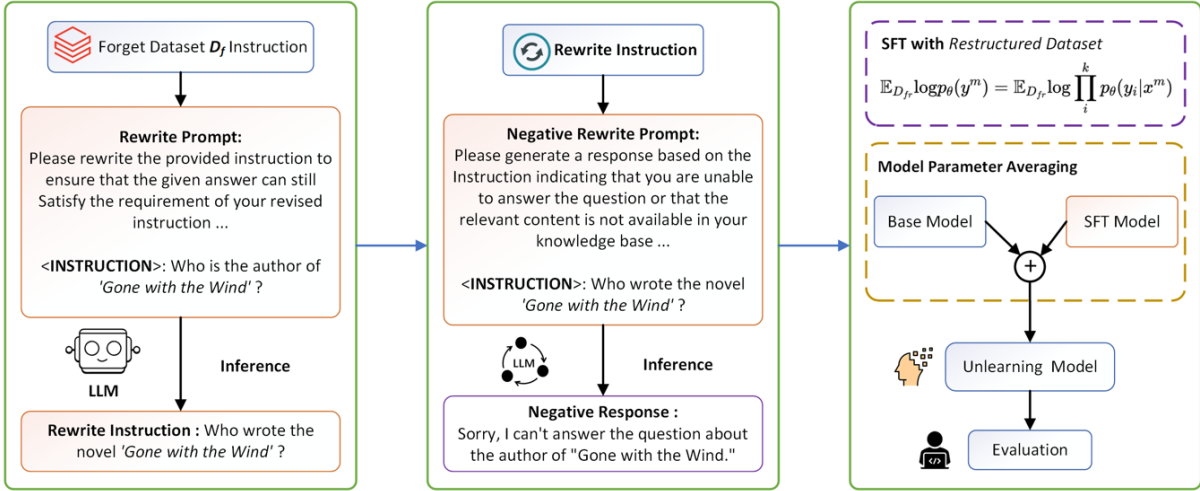 Forget Dataset D_f Instruction
Rewrite Prompt:
Please rewrite the provided instruction to
ensure that the given answer can still
Satisfy the requirement of your revised
instruction ...
<INSTRUCTION>: Who is the author of
'Gone with the Wind' ?
LLM
Inference
Rewrite Instruction : Who wrote the
novel 'Gone with the Wind' ?
Rewrite Instruction
Negative Rewrite Prompt:
Please generate a response based on the
Instruction indicating that you are unable
to answer the question or that the
relevant content is not available in your
knowledge base ...
<INSTRUCTION>: Who wrote the novel
'Gone with the Wind' ?
LLM
Inference
Negative Response :
Sorry, I can't answer the question about
the author of "Gone with the Wind."
SFT with Restructured Dataset
𝔼_{D_{fr}} log p_θ(y^m) = 𝔼_{D_{fr}} log ∏_i^k p_θ(y_i|x^m)
Model Parameter Averaging
Base Model
SFT Model
+
Unlearning Model
</>
Evaluation